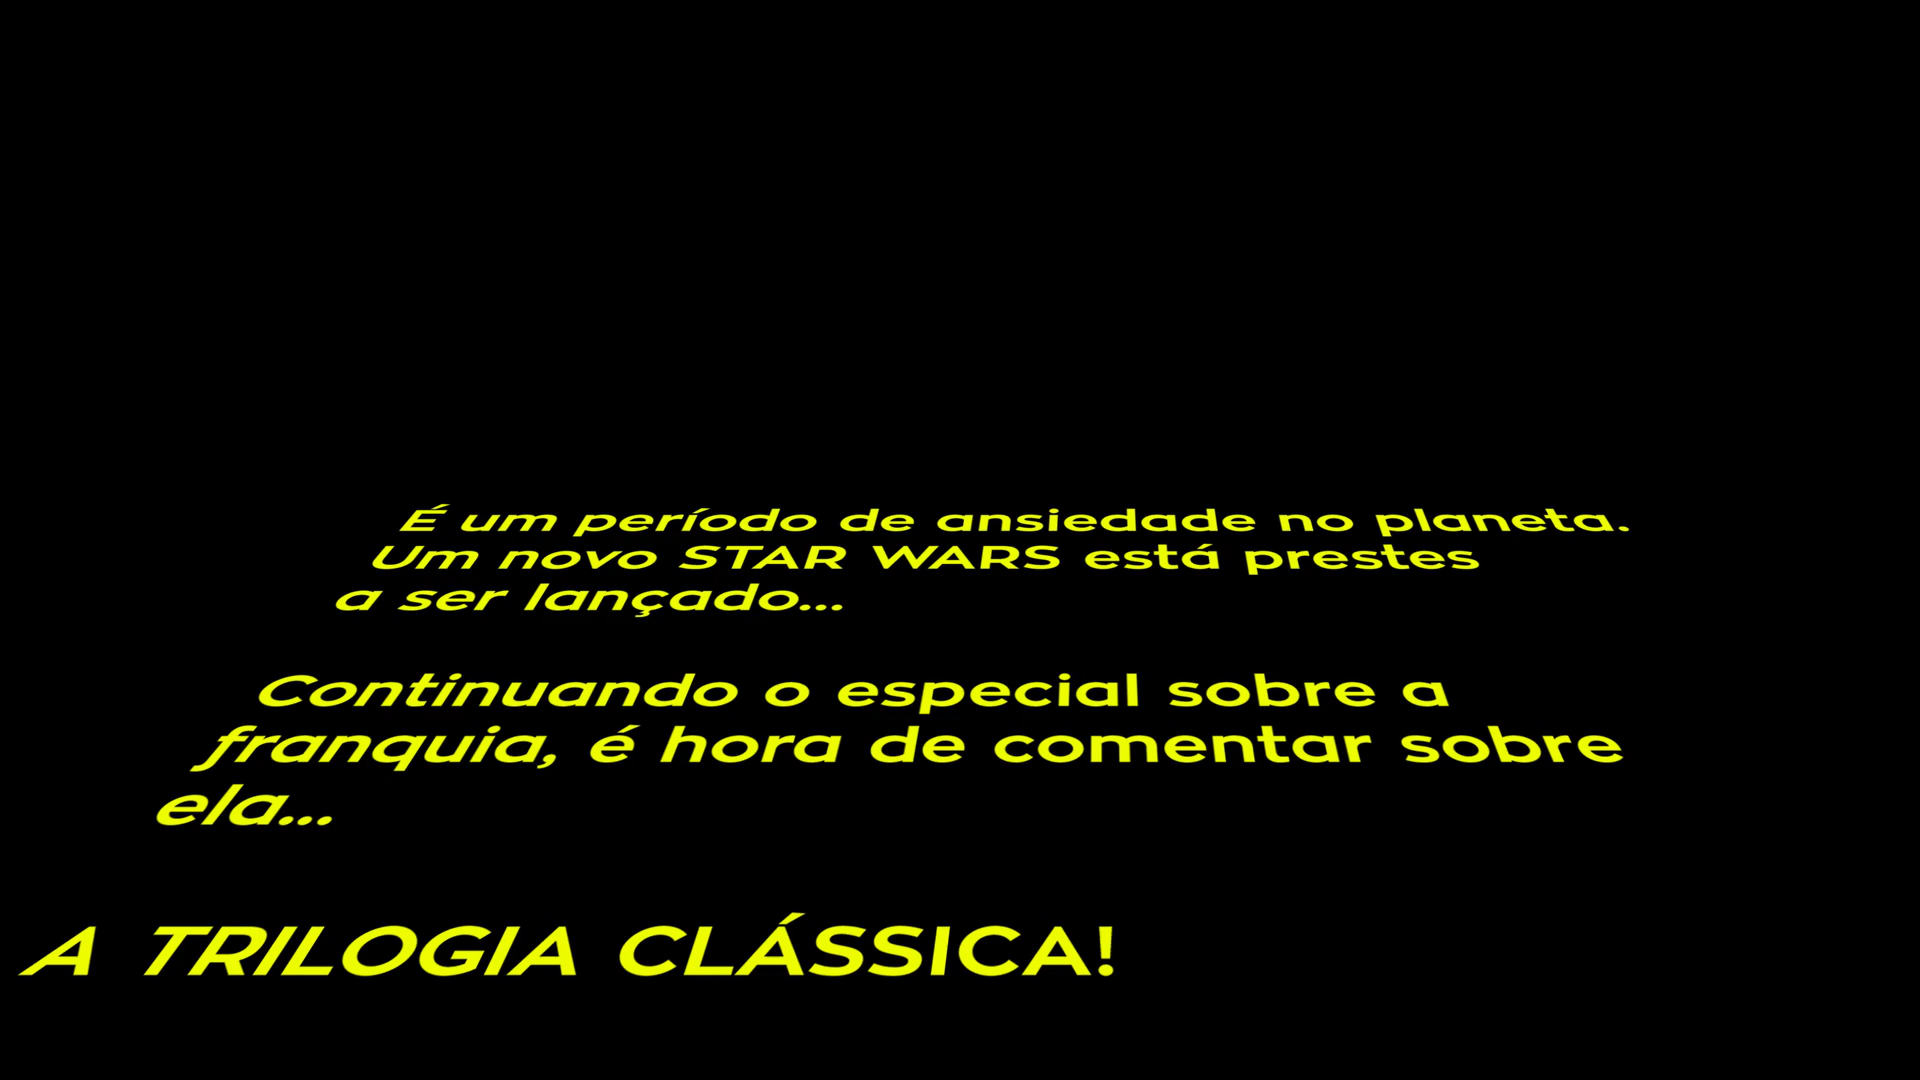 É um período de ansiedade no planeta.
Um novo STAR WARS está prestes
a ser lançado...
Continuando o especial sobre a
franquia, é hora de comentar sobre
ela...
A TRILOGIA CLÁSSICA!